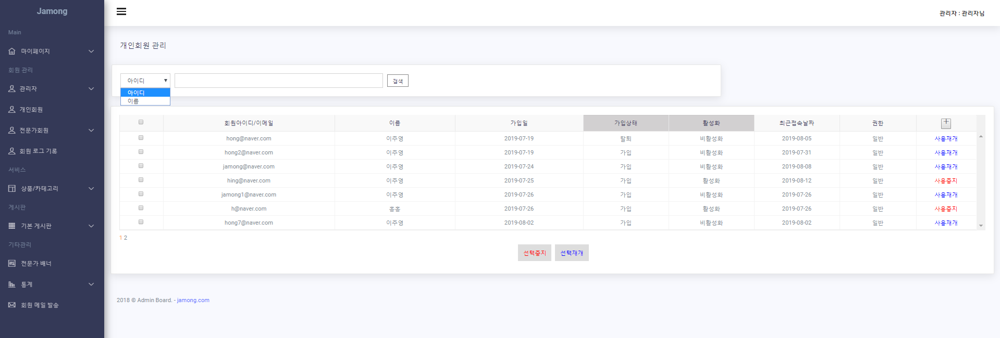 Jamong
관리자 : 관리자님
Main
마이페이지
회원 관리
관리자
개인회원
전문가회원
회원 로그 기록
서비스
상품/카테고리
게시판
기본 게시판
기타관리
전문가 배너
통계
회원 메일 발송
개인회원 관리
아이디 검색
아이디
이름
회원아이디/이메일 이름 가입일 가입상태 활성화 최근접속날짜 권한
hong@naver.com 이주영 2019-07-19 탈퇴 비활성화 2019-08-05 일반 사용재개
hong2@naver.com 이주영 2019-07-19 가입 비활성화 2019-07-31 일반 사용재개
jamong@naver.com 이주영 2019-07-24 가입 비활성화 2019-08-08 일반 사용재개
hing@naver.com 이주영 2019-07-25 가입 활성화 2019-08-12 일반 사용중지
jamong1@naver.com 이주영 2019-07-26 가입 비활성화 2019-07-26 일반 사용재개
h@naver.com 홍홍 2019-07-26 가입 활성화 2019-07-26 일반 사용중지
hong7@naver.com 이주영 2019-08-02 가입 비활성화 2019-08-02 일반 사용재개
1 2
선택중지 선택재개
2018 © Admin Board. - jamong.com